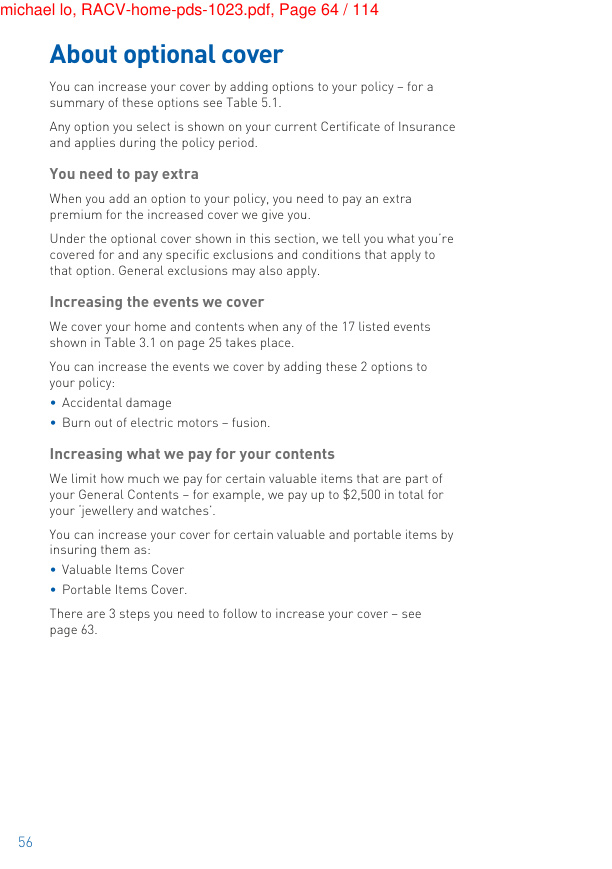 michael lo, RACV-home-pds-1023.pdf, Page 64 / 114
About optional cover
You can increase your cover by adding options to your policy – for a
summary of these options see Table 5.1.
Any option you select is shown on your current Certificate of Insurance
and applies during the policy period.
You need to pay extra
When you add an option to your policy, you need to pay an extra
premium for the increased cover we give you.
Under the optional cover shown in this section, we tell you what you’re
covered for and any specific exclusions and conditions that apply to
that option. General exclusions may also apply.
Increasing the events we cover
We cover your home and contents when any of the 17 listed events
shown in Table 3.1 on page 25 takes place.
You can increase the events we cover by adding these 2 options to
your policy:
• Accidental damage
• Burn out of electric motors – fusion.
Increasing what we pay for your contents
We limit how much we pay for certain valuable items that are part of
your General Contents – for example, we pay up to $2,500 in total for
your ‘jewellery and watches’.
You can increase your cover for certain valuable and portable items by
insuring them as:
• Valuable Items Cover
• Portable Items Cover.
There are 3 steps you need to follow to increase your cover – see
page 63.
56